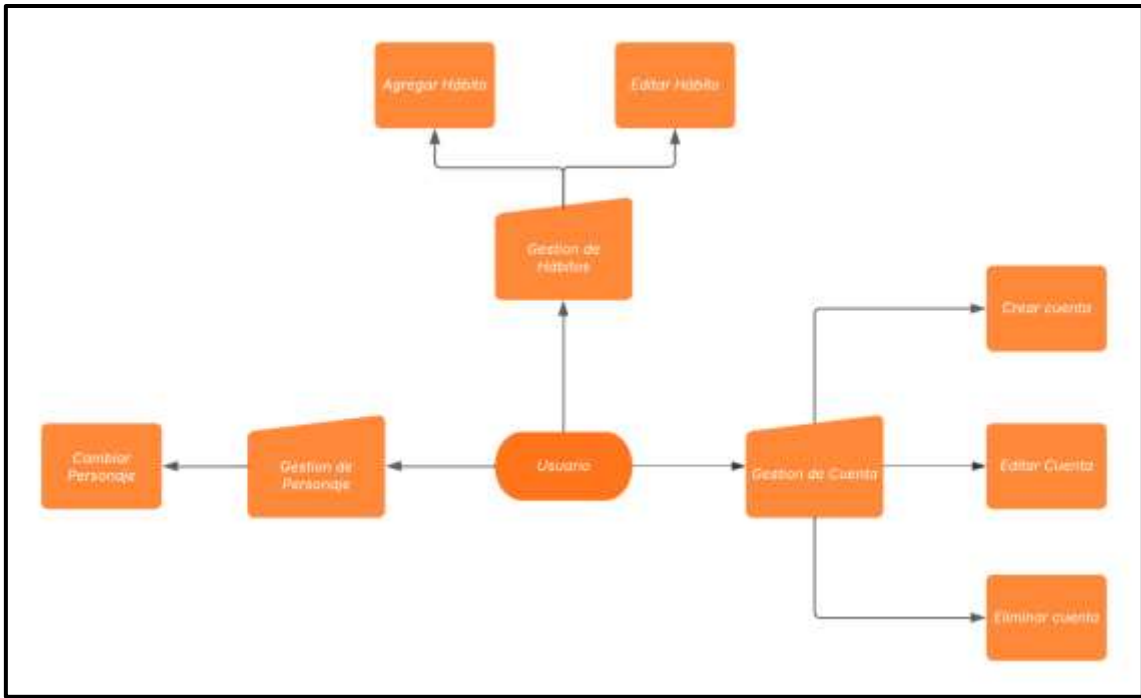 Agregar Hábito
Editar Hábito
Gestion de
Hábitos
Crear cuenta
Cambiar
Personaje
Gestion de
Personaje
Usuario
Gestion de Cuenta
Editar Cuenta
Eliminar cuenta